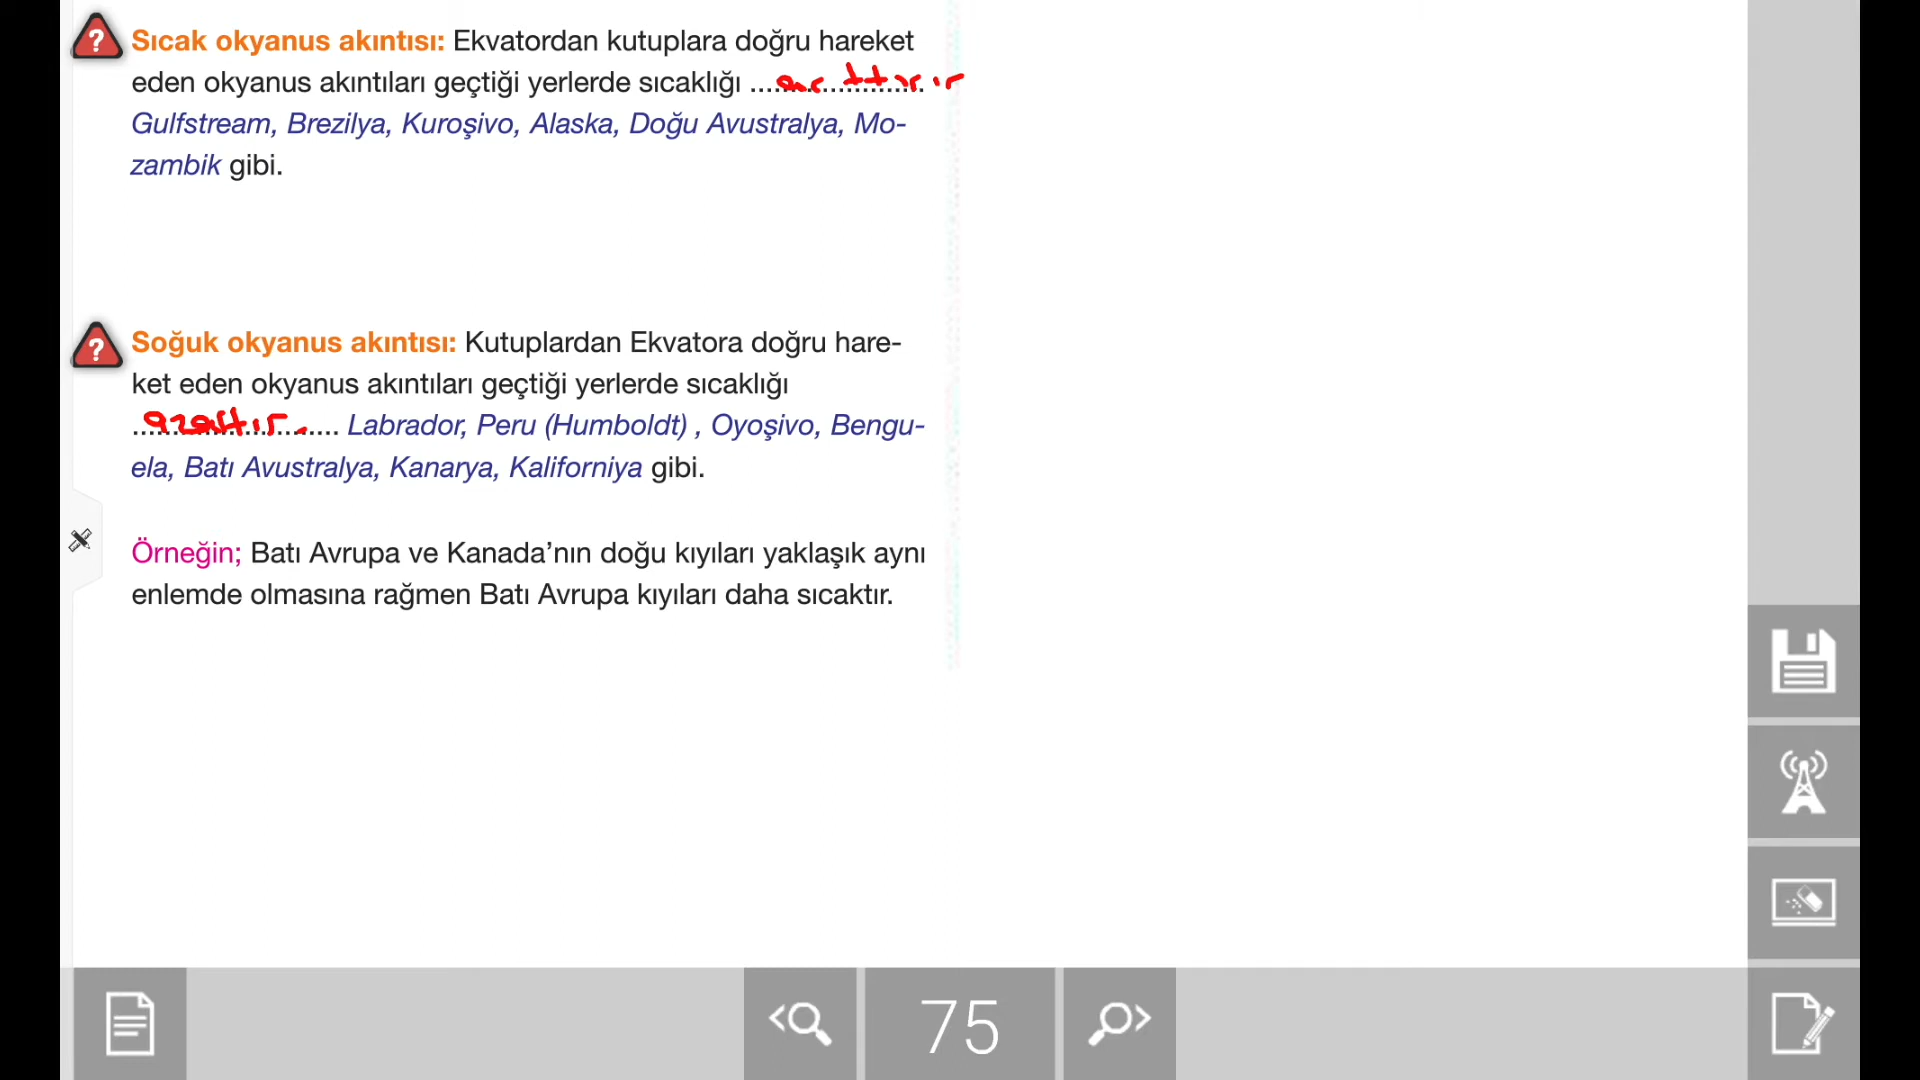 Sıcak okyanus akıntısı: Ekvatordan kutuplara doğru hareket
eden okyanus akıntıları geçtiği yerlerde sıcaklığı ..................... arttırır
Gulfstream, Brezilya, Kuroşivo, Alaska, Doğu Avustralya, Mo-
zambik gibi.
Soğuk okyanus akıntısı: Kutuplardan Ekvatora doğru hare-
ket eden okyanus akıntıları geçtiği yerlerde sıcaklığı
azaltır. ......................... Labrador, Peru (Humboldt) , Oyoşivo, Bengu-
ela, Batı Avustralya, Kanarya, Kaliforniya gibi.
Örneğin; Batı Avrupa ve Kanada’nın doğu kıyıları yaklaşık aynı
enlemde olmasına rağmen Batı Avrupa kıyıları daha sıcaktır.
75